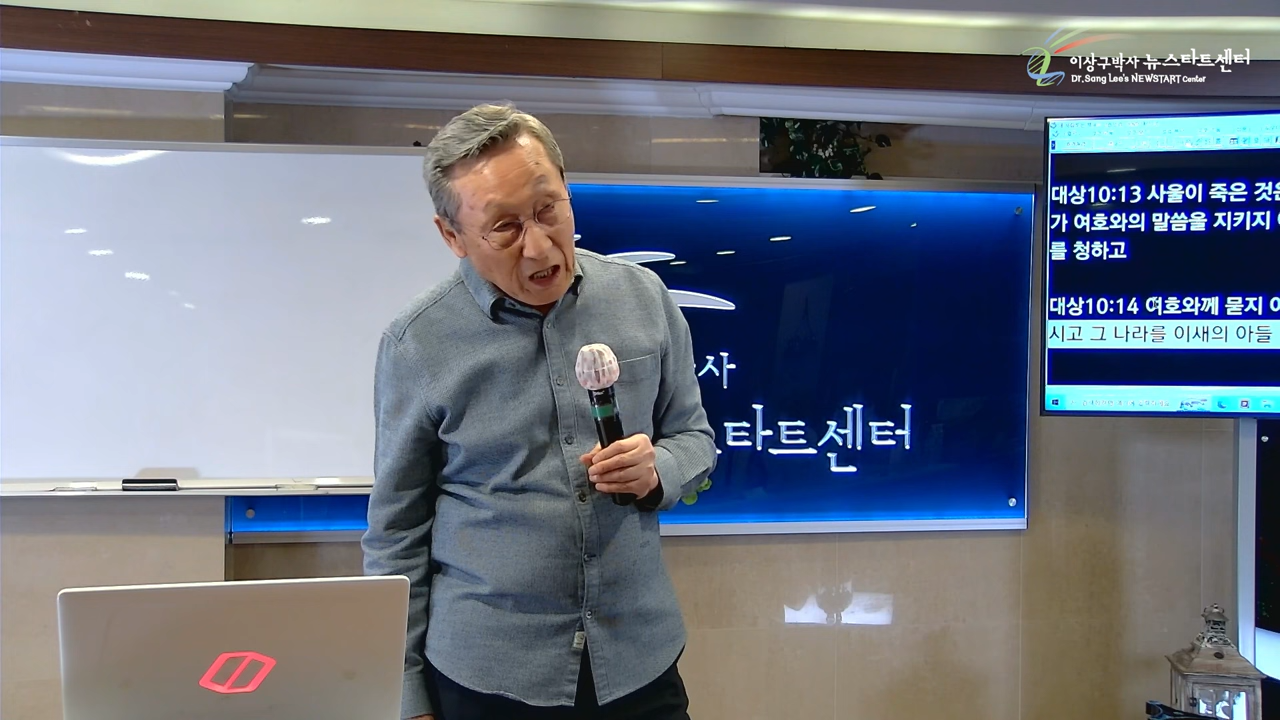 이상구박사 뉴스타트센터
Dr. Sang Lee's NEWSTART Center
대상10:13 사울이 죽은 것은
가 여호와의 말씀을 지키지
를 청하고
대상10:14 여호와께 묻지
시고 그 나라를 이새의 아들
사
타트센터